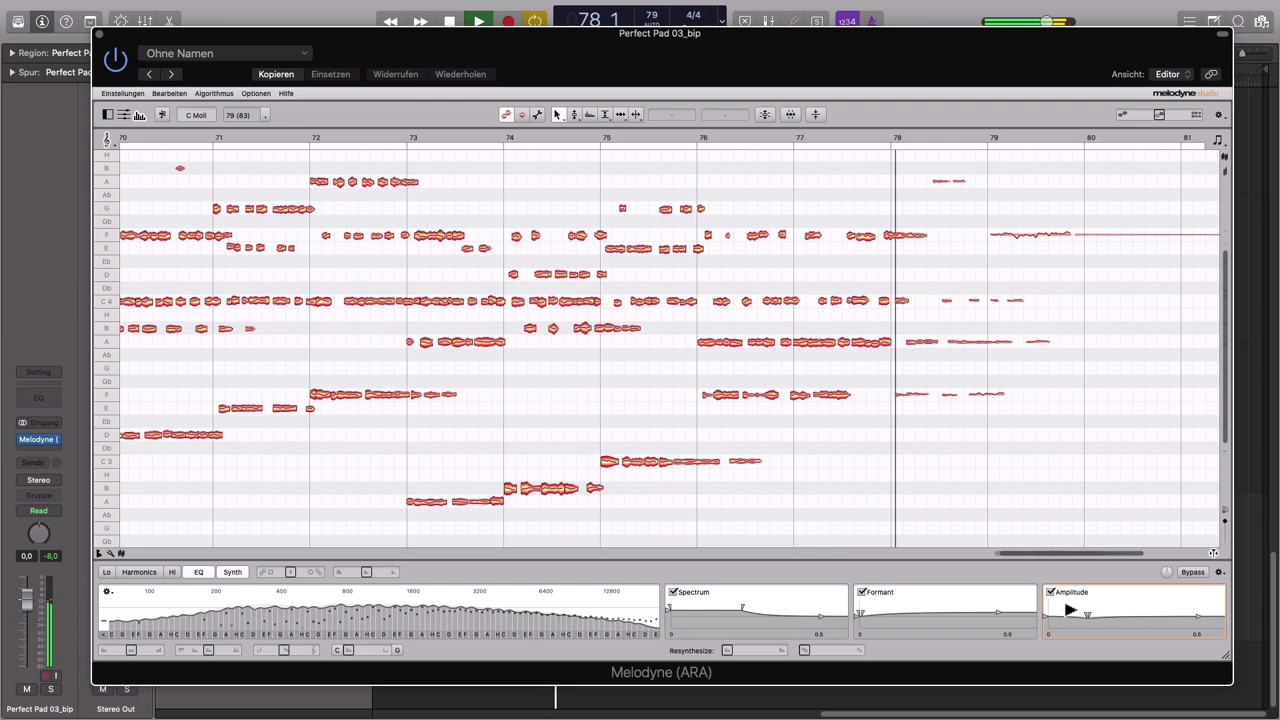 78 1
79
AUTO
4/4
1234
Perfect Pad 03_bip
Region: Perfect P
Spur: Perfect Pad
Ohne Namen
Kopieren
Einsetzen
Widerrufen
Wiederholen
Ansicht:
Editor
Einstellungen
Bearbeiten
Algorithmus
Optionen
Hilfe
melodyne studio
C Moll
79 (83)
-
-
70
71
72
73
74
75
76
77
78
79
80
81
H
B
A
Ab
G
Gb
F
E
Eb
D
Db
C 4
H
B
A
Ab
G
Gb
F
E
Eb
D
Db
C 3
H
B
A
Ab
G
Gb
Setting
EQ
Eingang
Melodyne (
Sends
Stereo
Gruppe
Read
0,0
-8,0
R
I
M
S
M
S
Perfect Pad 03_bip
Stereo Out
Lo
Harmonics
Hi
EQ
Synth
Bypass
100
200
400
800
1600
3200
6400
12800
Spectrum
0
0.5
Formant
0
0.5
Amplitude
0
0.5
C
G
Resynthesize:
Melodyne (ARA)